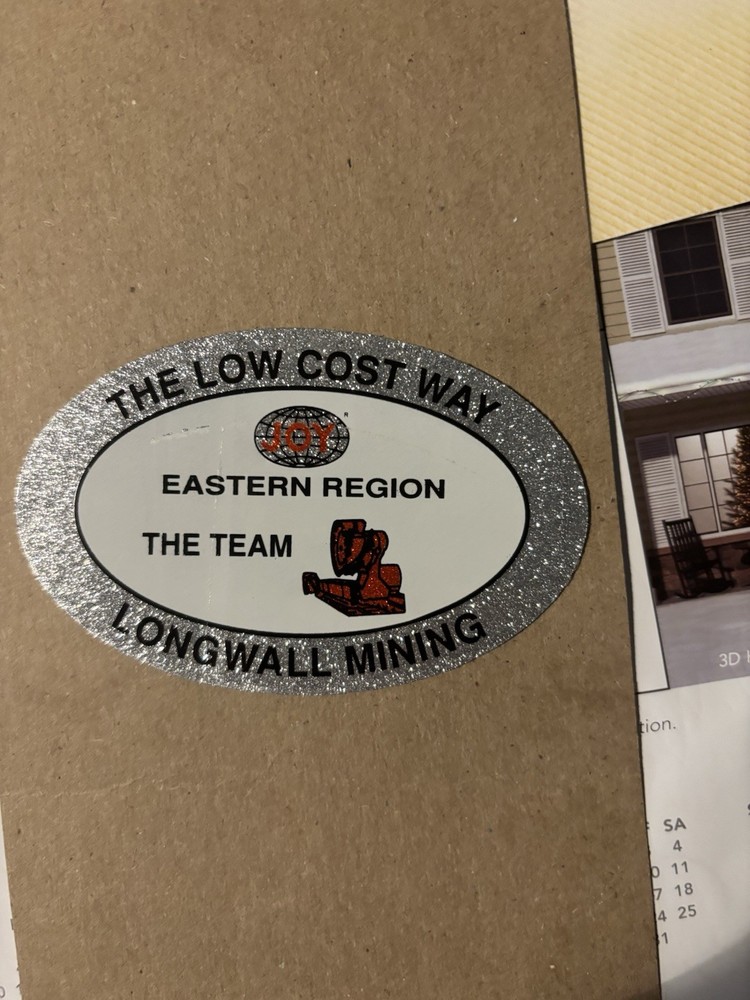 THE LOW COST WAY
JOY
R
EASTERN REGION
THE TEAM
LONGWALL MINING
3D
tion.
SA
4
11
18
25